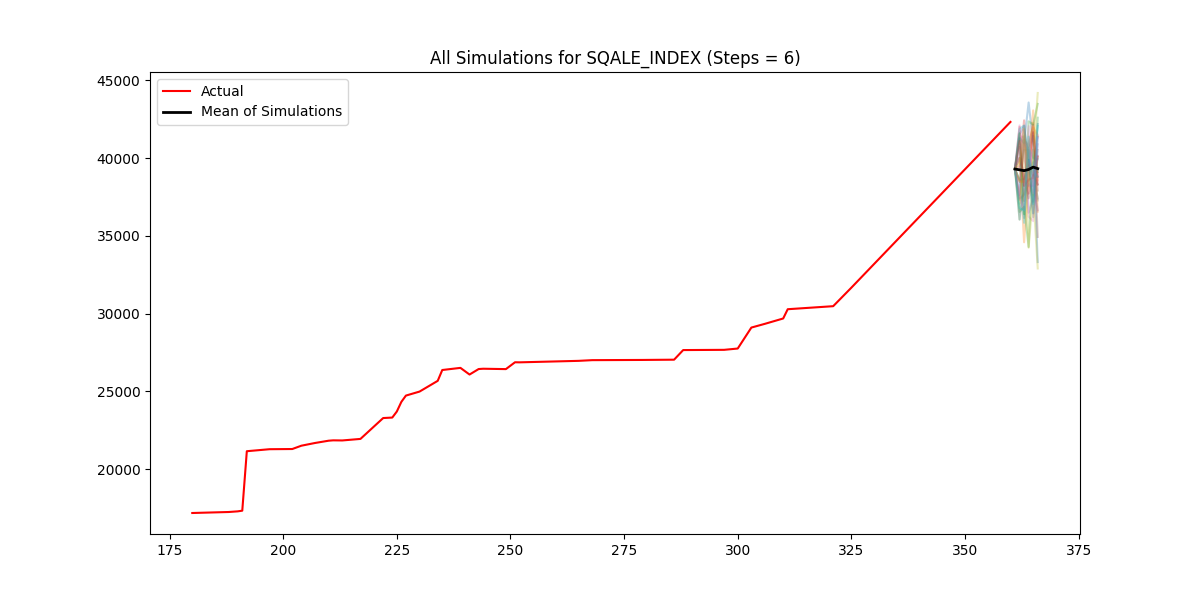 All Simulations for SQALE_INDEX (Steps = 6)
Actual
Mean of Simulations
45000
40000
35000
30000
25000
20000
175 200 225 250 275 300 325 350 375